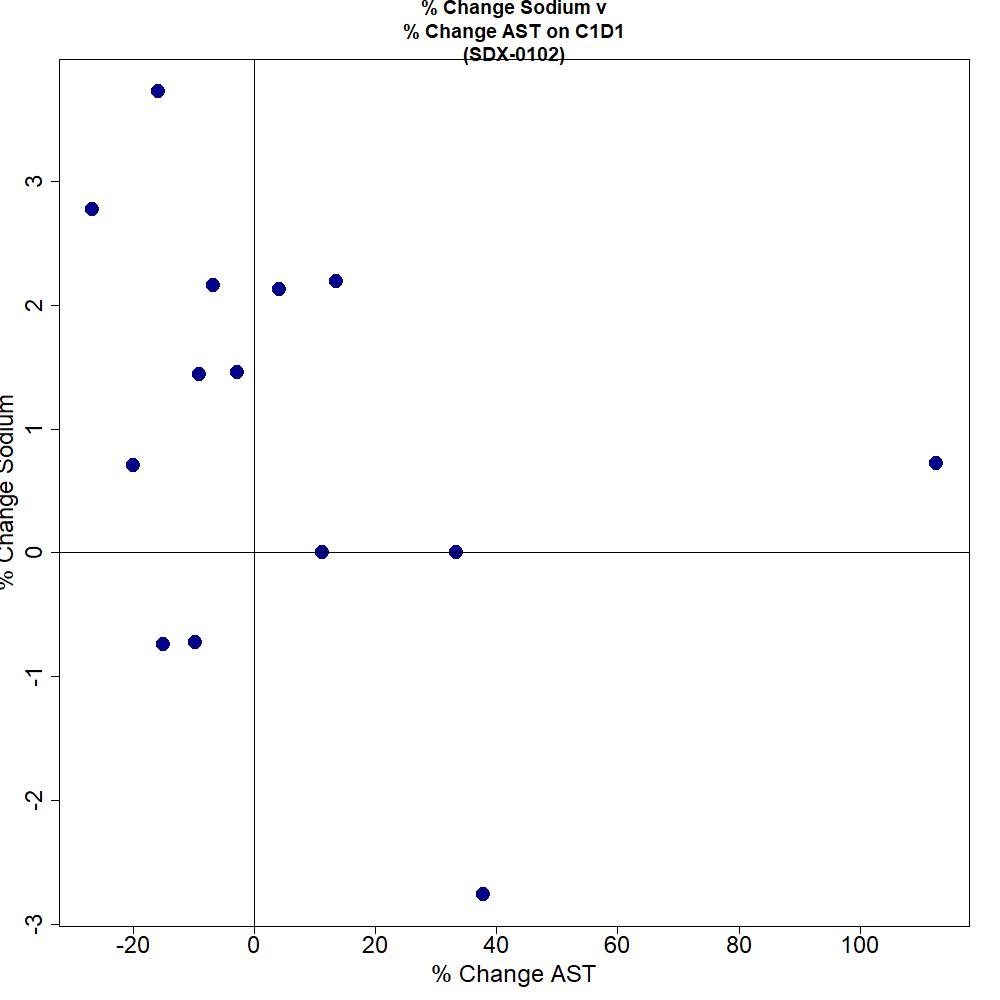 % Change Sodium v
% Change AST on C1D1
(SDX-0102)
% Change Sodium
3
2
1
0
-1
-2
-3
-20
0
20
40
60
80
100
% Change AST